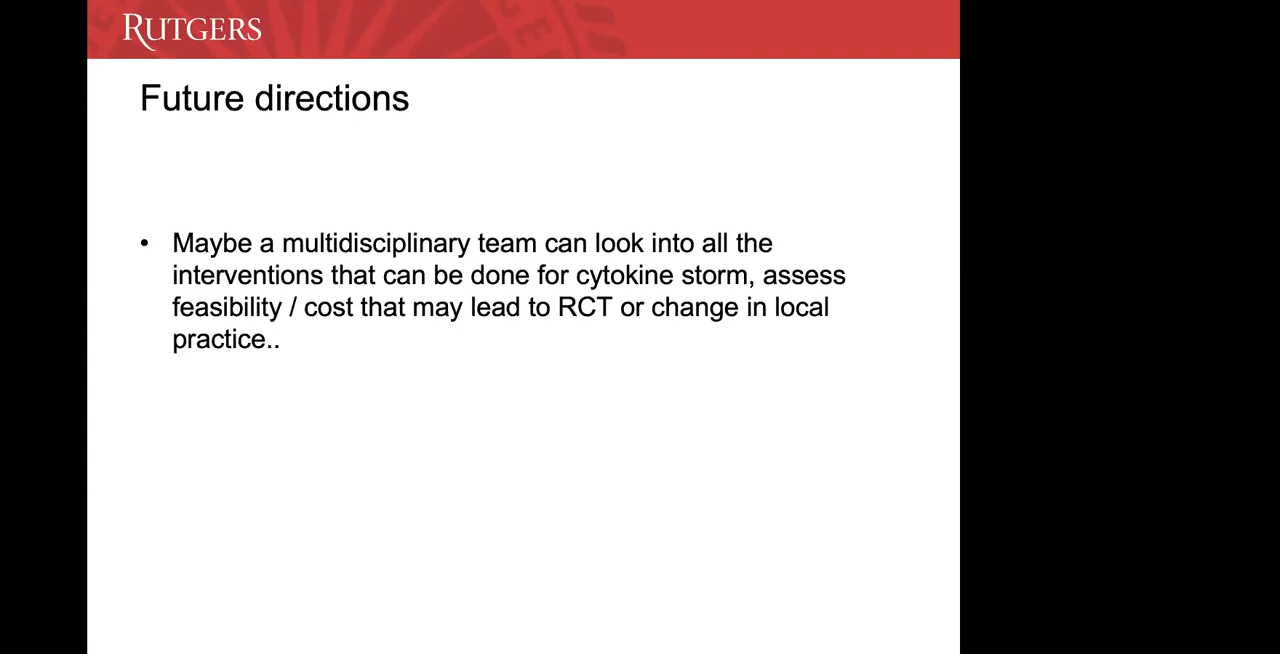 RUTGERS
Future directions
• Maybe a multidisciplinary team can look into all the
interventions that can be done for cytokine storm, assess
feasibility / cost that may lead to RCT or change in local
practice..